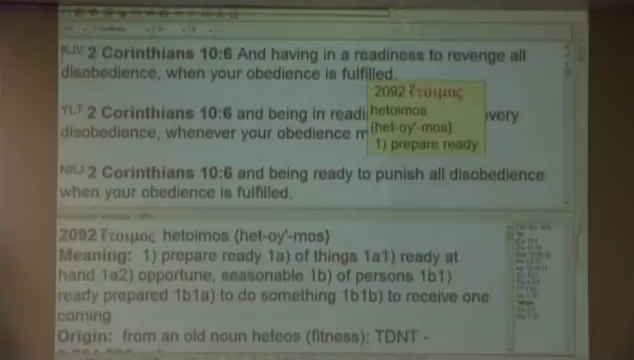 KJV 2 Corinthians 10:6 And having in a readiness to revenge all
disobedience, when your obedience is fulfilled.
YLT 2 Corinthians 10:6 and being in readi
very
disobedience, whenever your obedience m
2092 ἕτοιμος
hetoimos
{het-oy'-mos}
1) prepare ready
NKJ 2 Corinthians 10:6 and being ready to punish all disobedience
when your obedience is fulfilled.
2092 ἕτοιμος hetoimos {het-oy'-mos}
Meaning: 1) prepare ready 1a) of things 1a1) ready at
hand 1a2) opportune, seasonable 1b) of persons 1b1)
ready prepared 1b1a) to do something 1b1b) to receive one
coming
Origin: from an old noun heteos (fitness); TDNT -